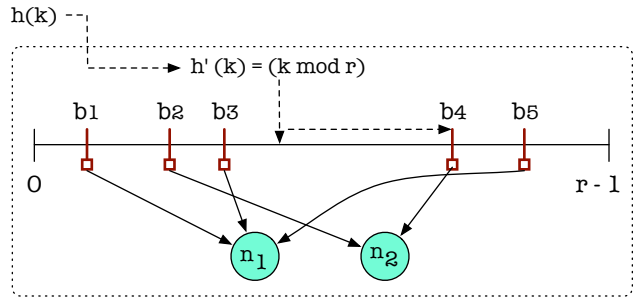 h(k)
h' (k) = (k mod r)
b1 b2 b3 b4 b5
0 r - 1
n1 n2